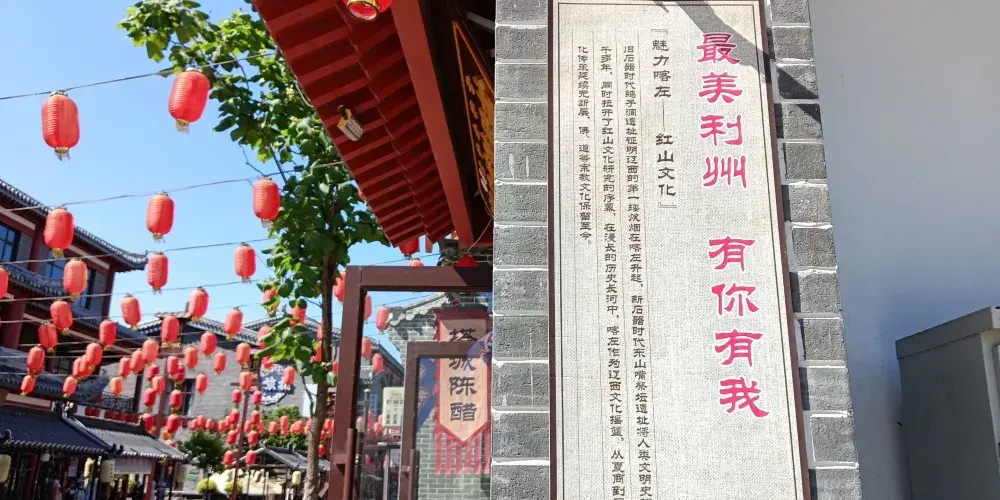 最美利州 有你有我
『魅力喀左——红山文化』
旧石器时代鸽子洞遗址证明辽西的第一缕炊烟在喀左升起，新石器时代东山嘴祭坛遗址将人类文明史
千多年，同时拉开了红山文化研究的序幕，在漫长的历史长河中，喀左作为辽西文化摇篮，从夏商到
化传承延续无断层，佛、道等宗教文化保留至今。
塔城陈醋